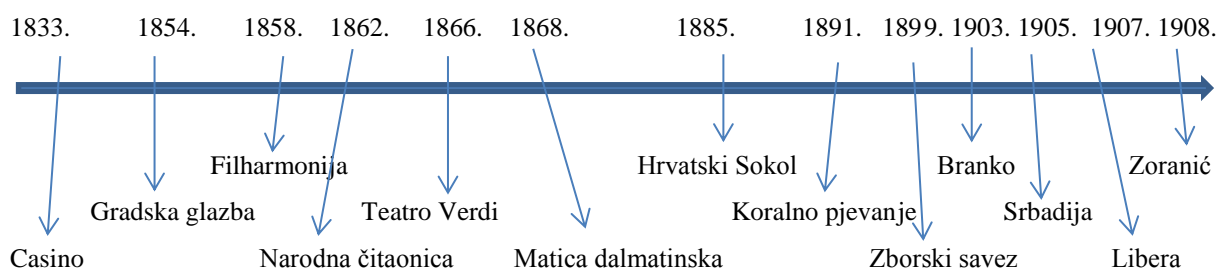 1833. 1854. 1858. 1862. 1866. 1868. 1885. 1891. 1899. 1903. 1905. 1907. 1908.
Filharmonija Hrvatski Sokol Branko Zoranić
Gradska glazba Teatro Verdi Koralno pjevanje Srbadija
Casino Narodna čitaonica Matica dalmatinska Zborski savez Libera